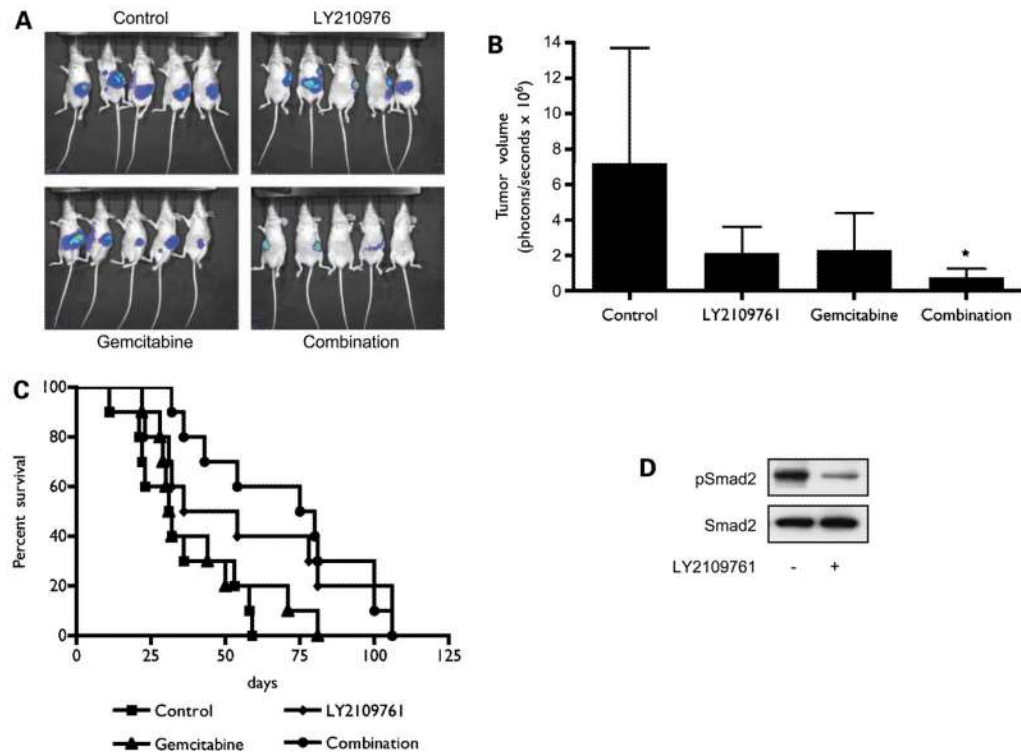 A
Control
LY210976
Gemcitabine
Combination
B
Tumor volume
(photons/seconds x 10⁶)
14
12
10
8
6
4
2
0
*
Control
LY2109761
Gemcitabine
Combination
C
Percent survival
100
80
60
40
20
0
0
25
50
75
100
125
days
Control
LY2109761
Gemcitabine
Combination
D
pSmad2
Smad2
LY2109761
-
+